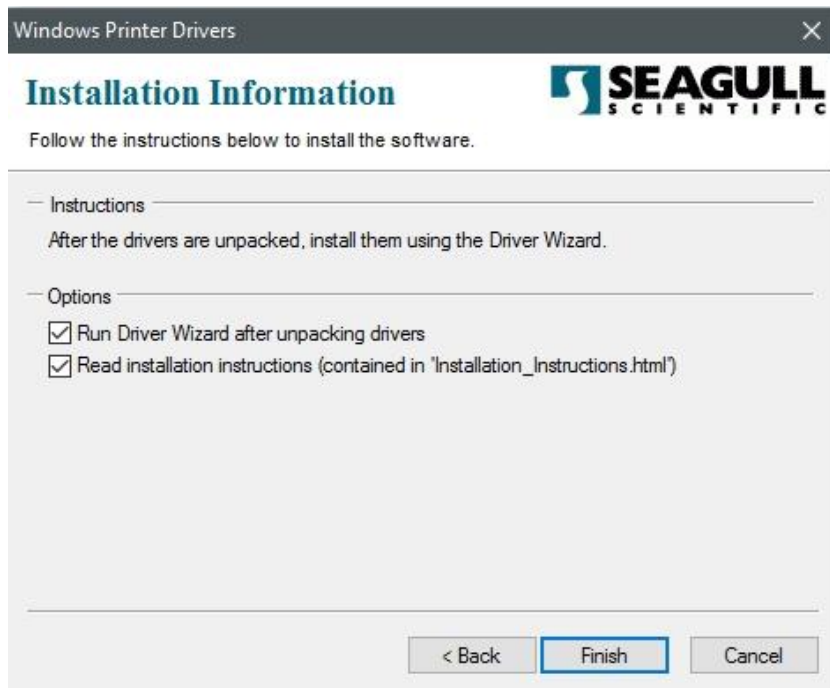 Windows Printer Drivers
Installation Information
SEAGULL
SCIENTIFIC
Follow the instructions below to install the software.
Instructions
After the drivers are unpacked, install them using the Driver Wizard.
Options
Run Driver Wizard after unpacking drivers
Read installation instructions (contained in 'Installation_Instructions.html')
< Back Finish Cancel